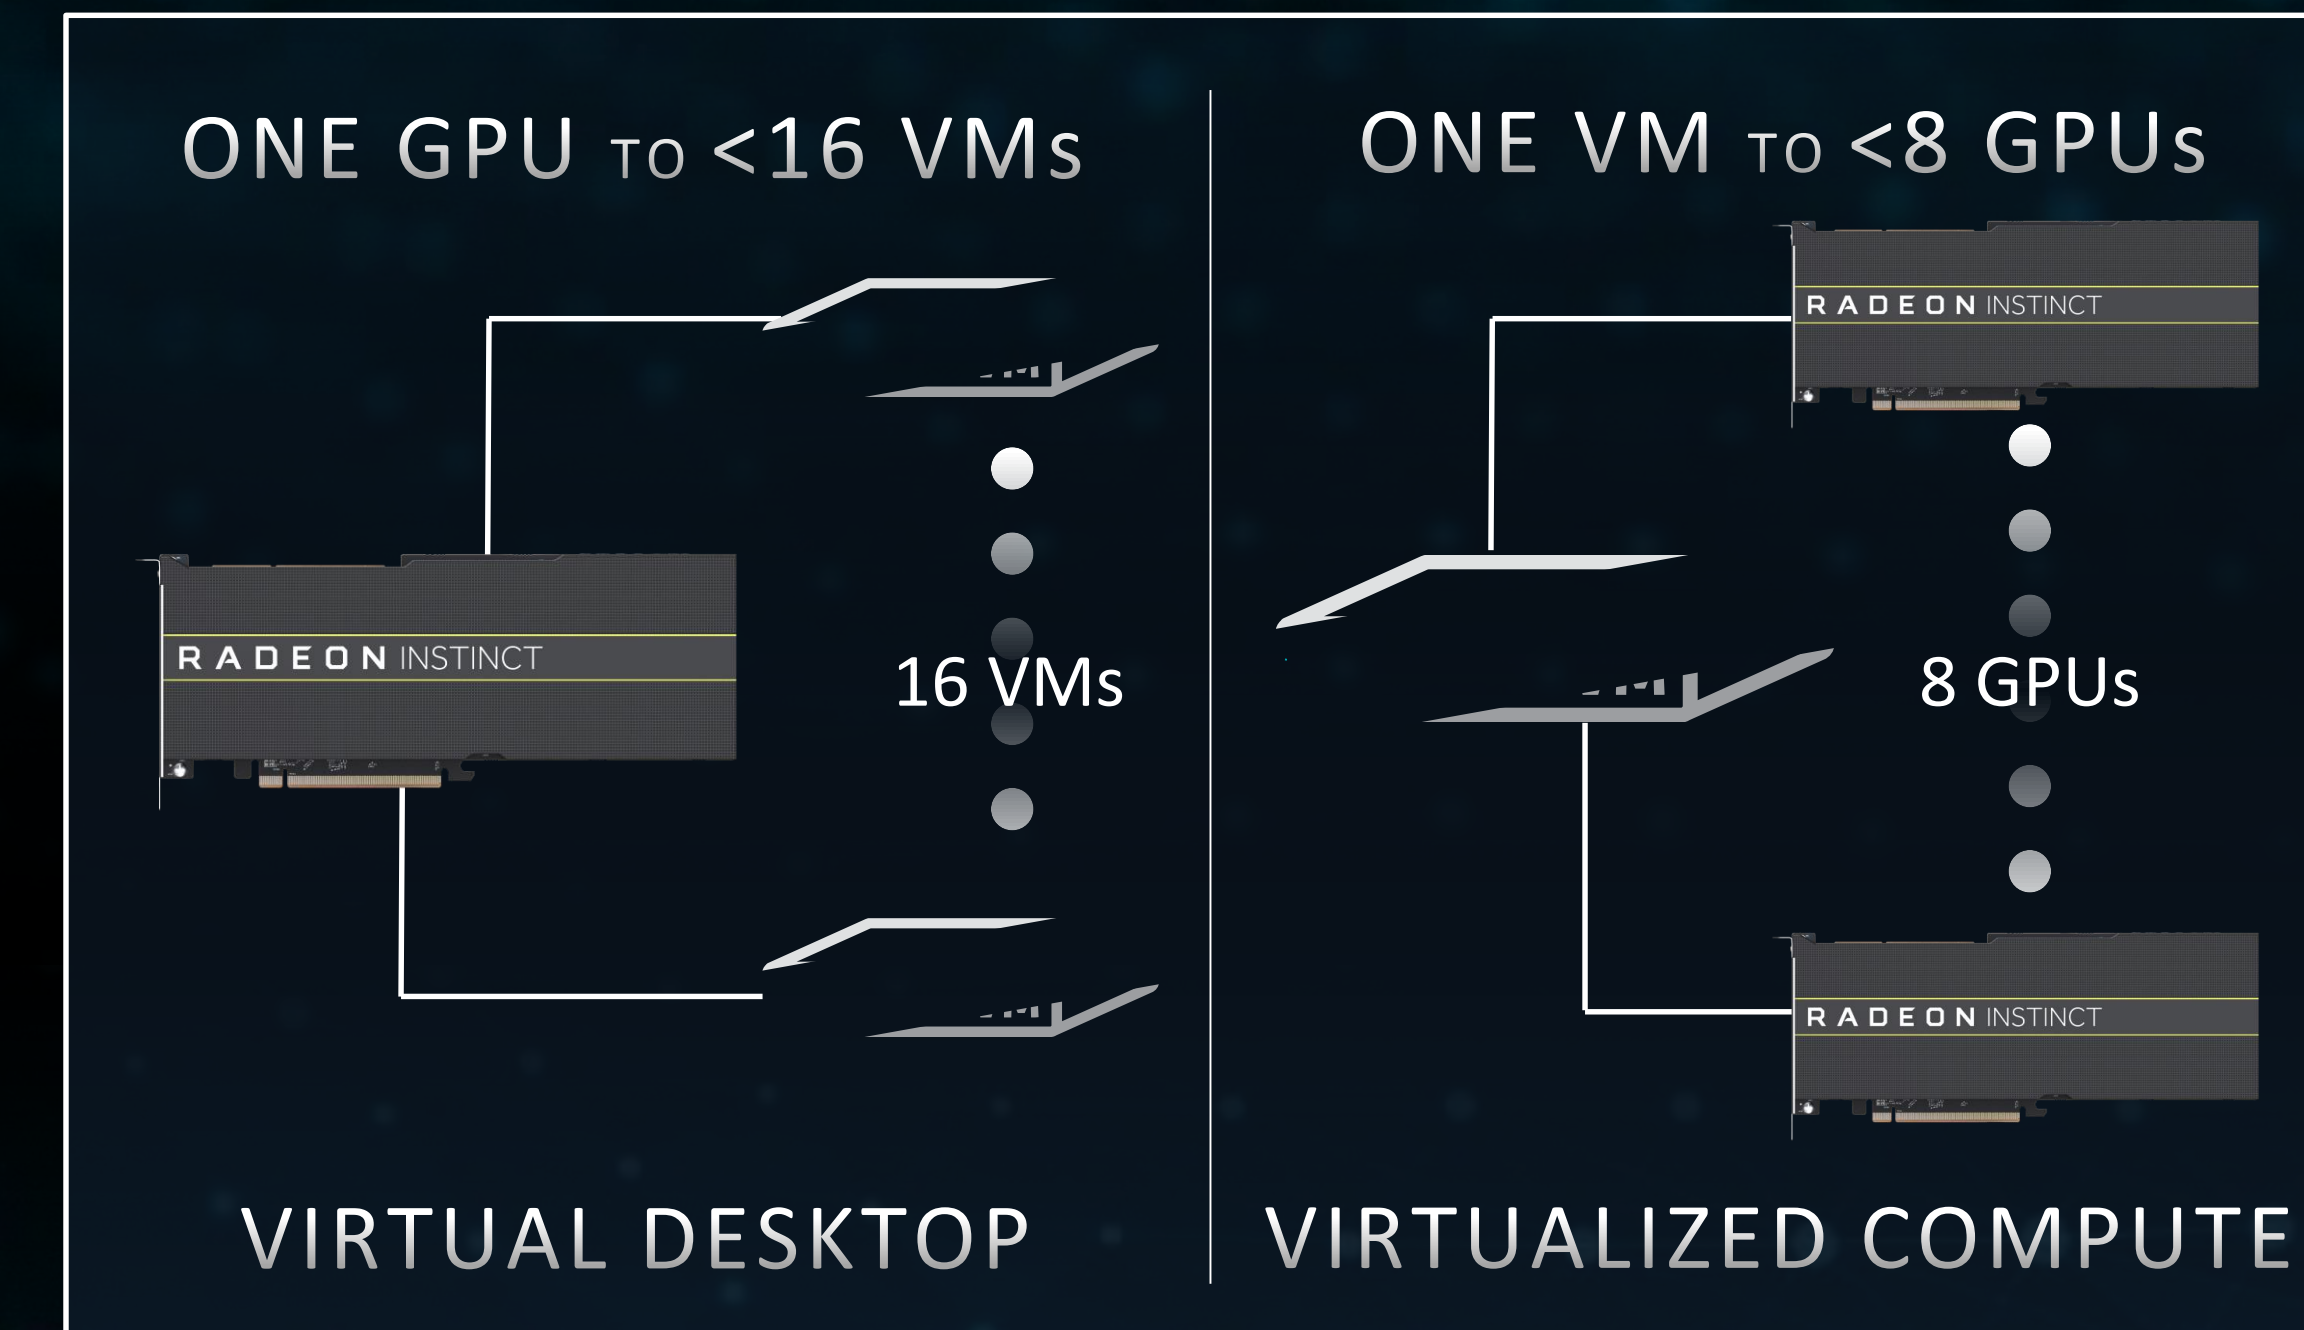 ONE GPU TO <16 VMs
RADEON INSTINCT
16 VMs
VIRTUAL DESKTOP
ONE VM TO <8 GPUs
RADEON INSTINCT
8 GPUs
RADEON INSTINCT
VIRTUALIZED COMPUTE